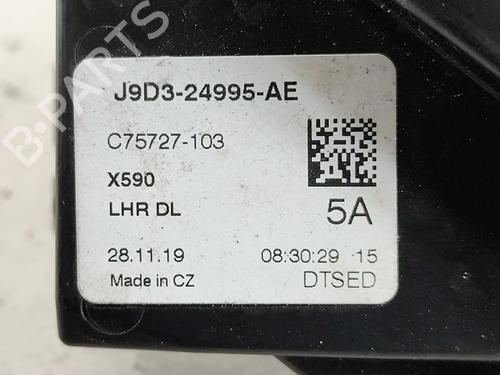 J9D3-24995-AE
C75727-103
X590
LHR DL
5A
28.11.19 08:30:29 15
Made in CZ DTSED
B-PARTS